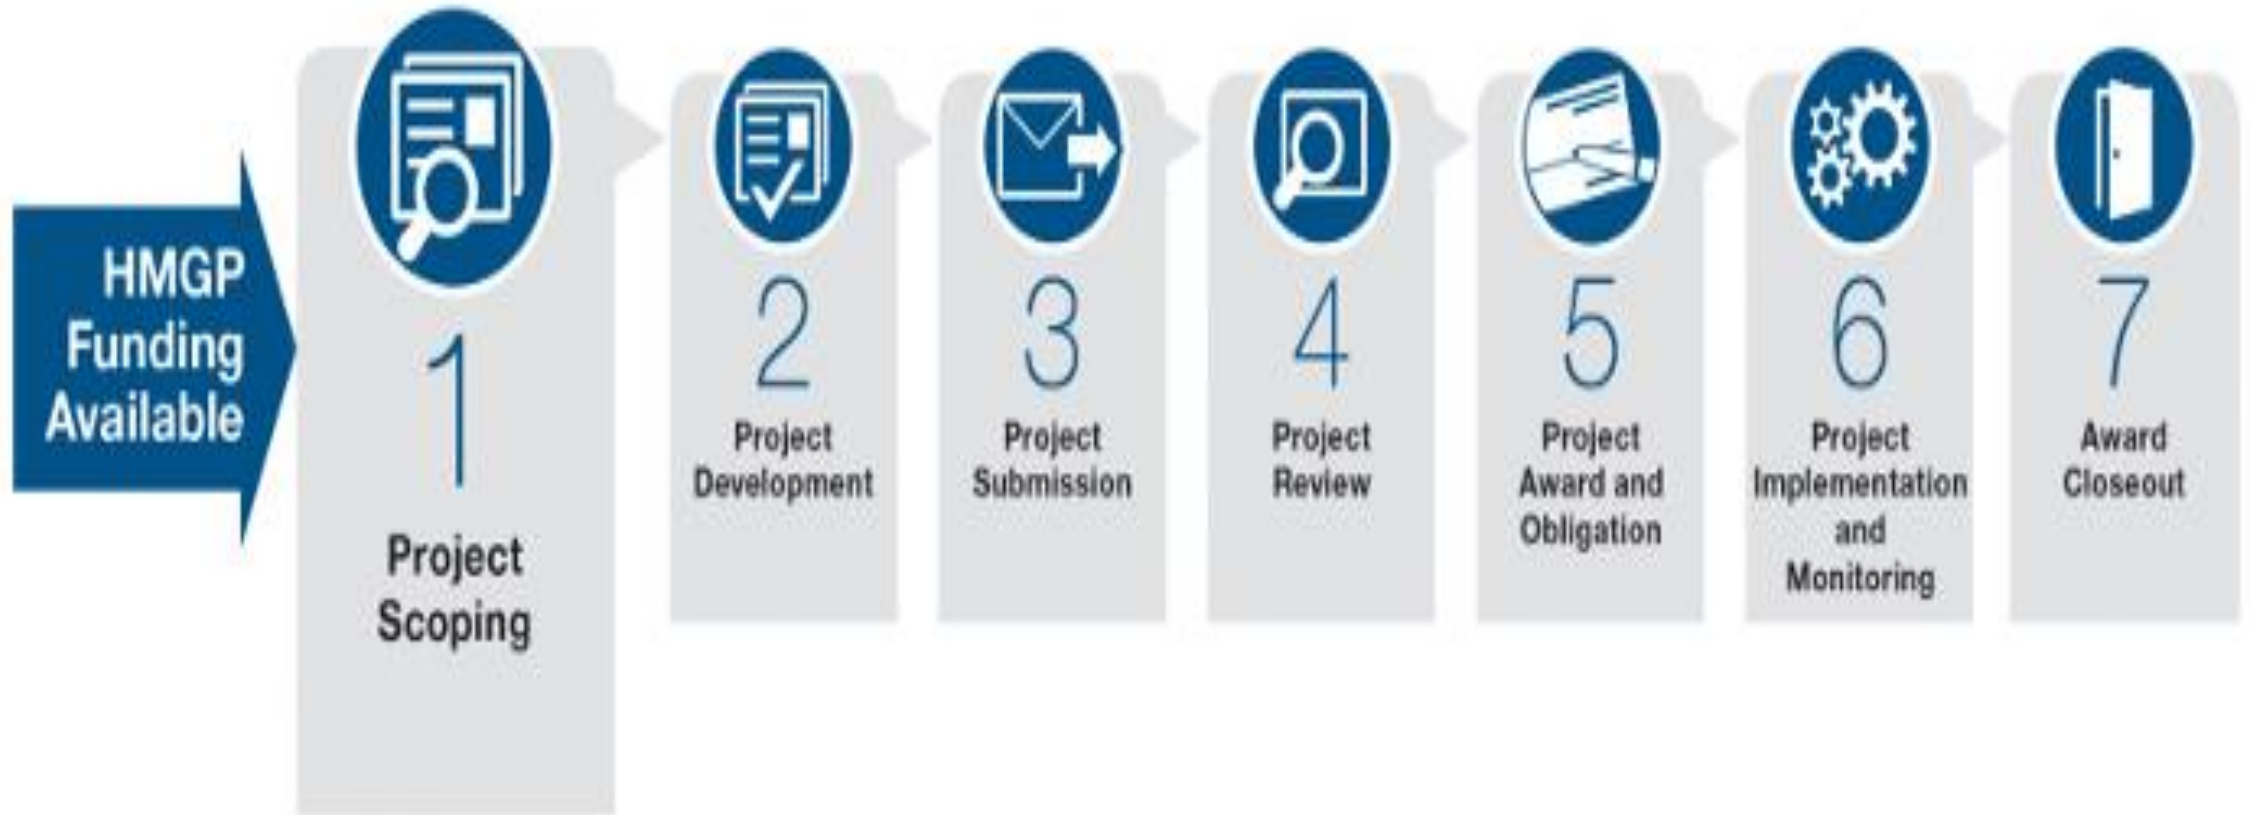 HMGP
Funding
Available
1
Project
Scoping
2
Project
Development
3
Project
Submission
4
Project
Review
5
Project
Award and
Obligation
6
Project
Implementation
and
Monitoring
7
Award
Closeout